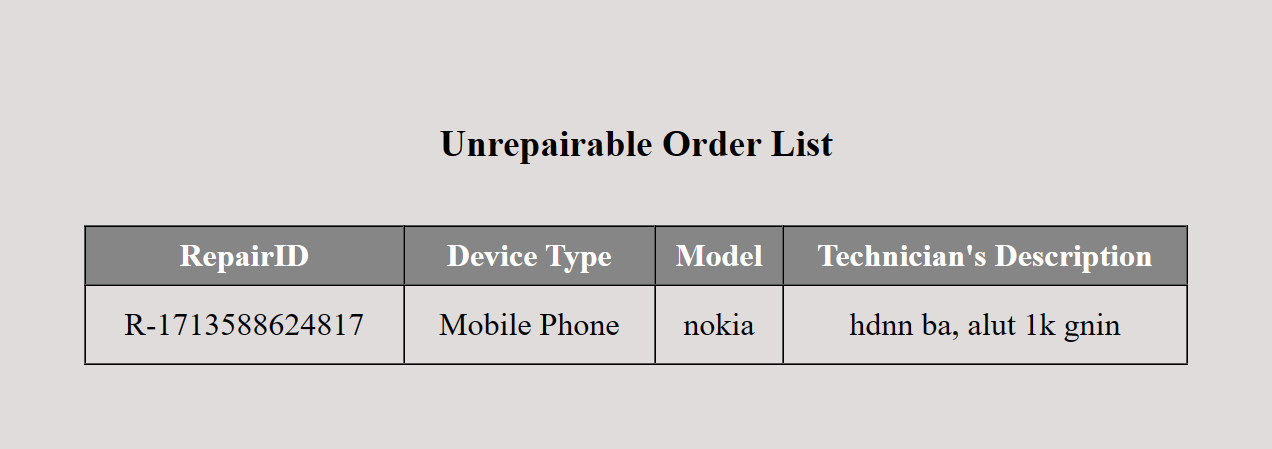 Unrepairable Order List
RepairID Device Type Model Technician's Description
R-1713588624817 Mobile Phone nokia hdnn ba, alut 1k gnin